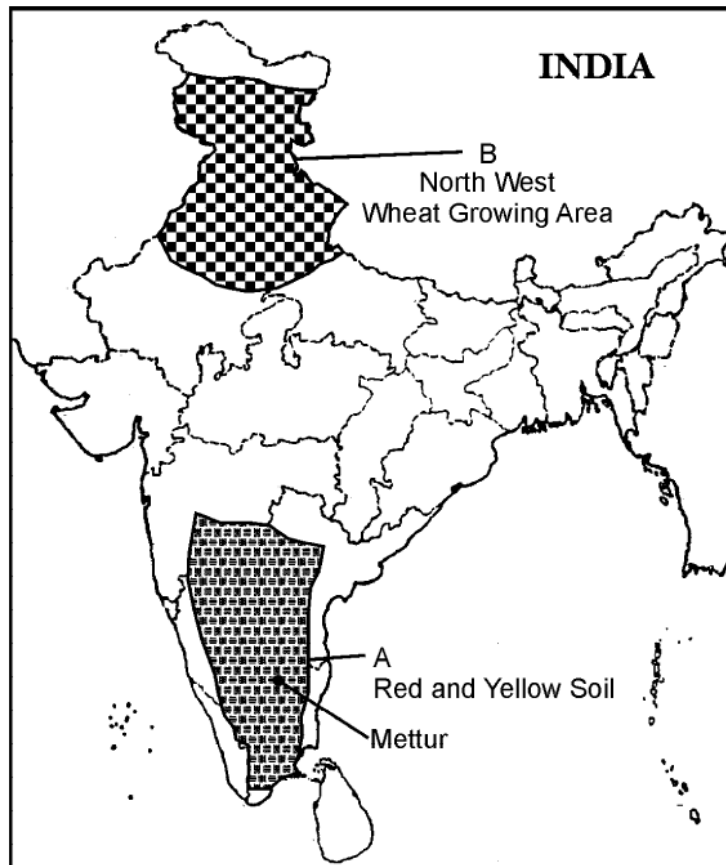 INDIA
B
North West
Wheat Growing Area
A
Red and Yellow Soil
Mettur